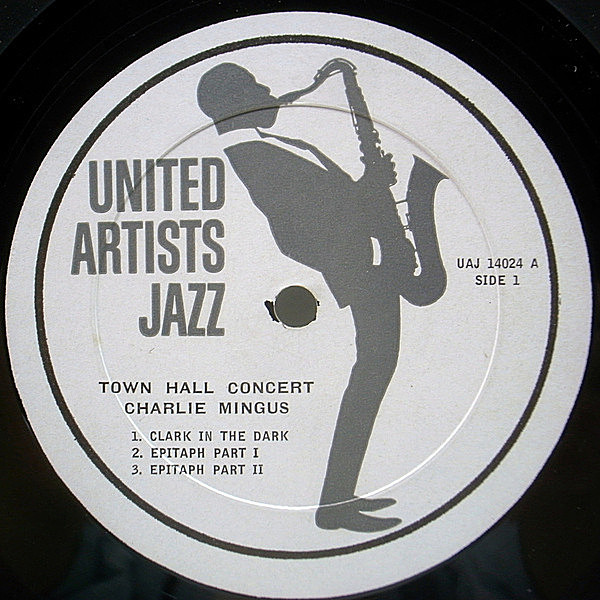 UNITED
ARTISTS
JAZZ
UAJ 14024 A
SIDE 1
TOWN HALL CONCERT
CHARLIE MINGUS
1. CLARK IN THE DARK
2. EPITAPH PART I
3. EPITAPH PART II